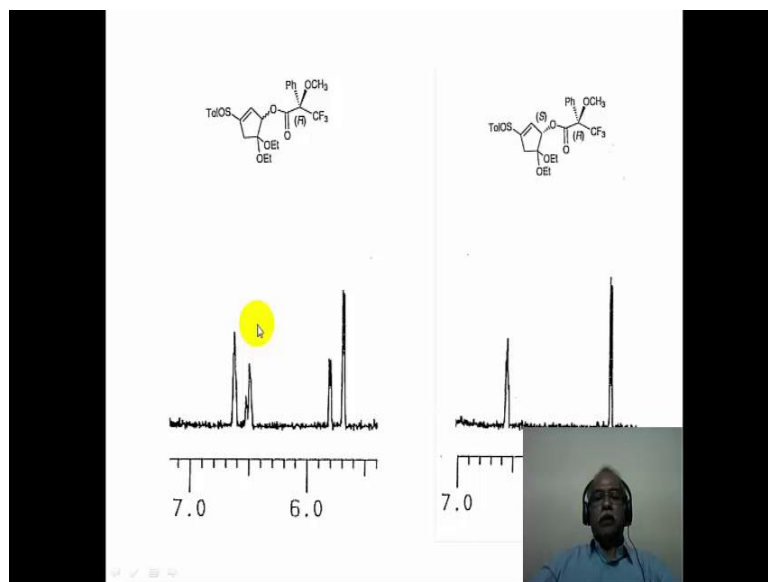 Ph OCH3
TolOS O (R) CF3
O
OEt
OEt
7.0 6.0
Ph OCH3
(S)
TolOS O (R) CF3
O
OEt
OEt
7.0